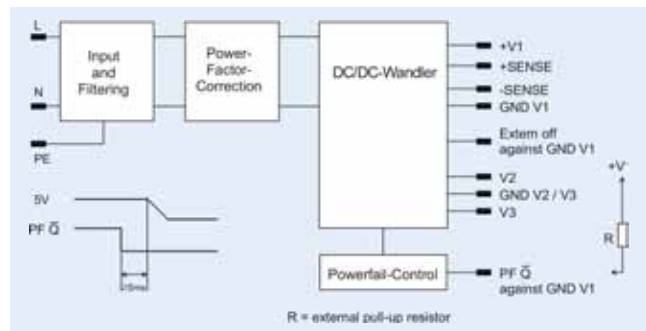 L
N
PE
Input
and
Filtering
Power-
Factor-
Correction
DC/DC-Wandler
+V1
+SENSE
-SENSE
GND V1
Extern off
against GND V1
V2
GND V2 / V3
V3
+V
R
5V
PF Q̅
Powerfail-Control
PF Q̅
against GND V1
R = external pull-up resistor